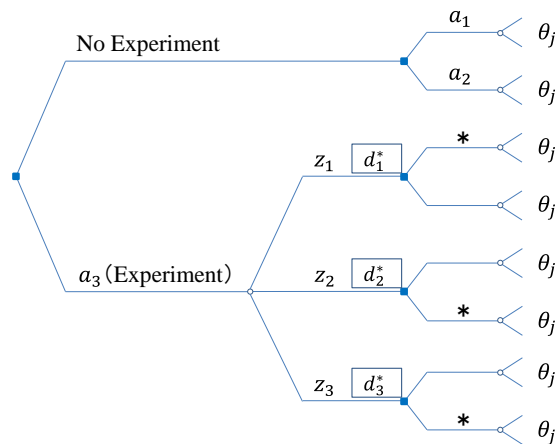 a₁ θⱼ
No Experiment
a₂ θⱼ
z₁ d₁* * θⱼ
θⱼ
a₃（Experiment） z₂ d₂* θⱼ
* θⱼ
z₃ d₃* θⱼ
* θⱼ